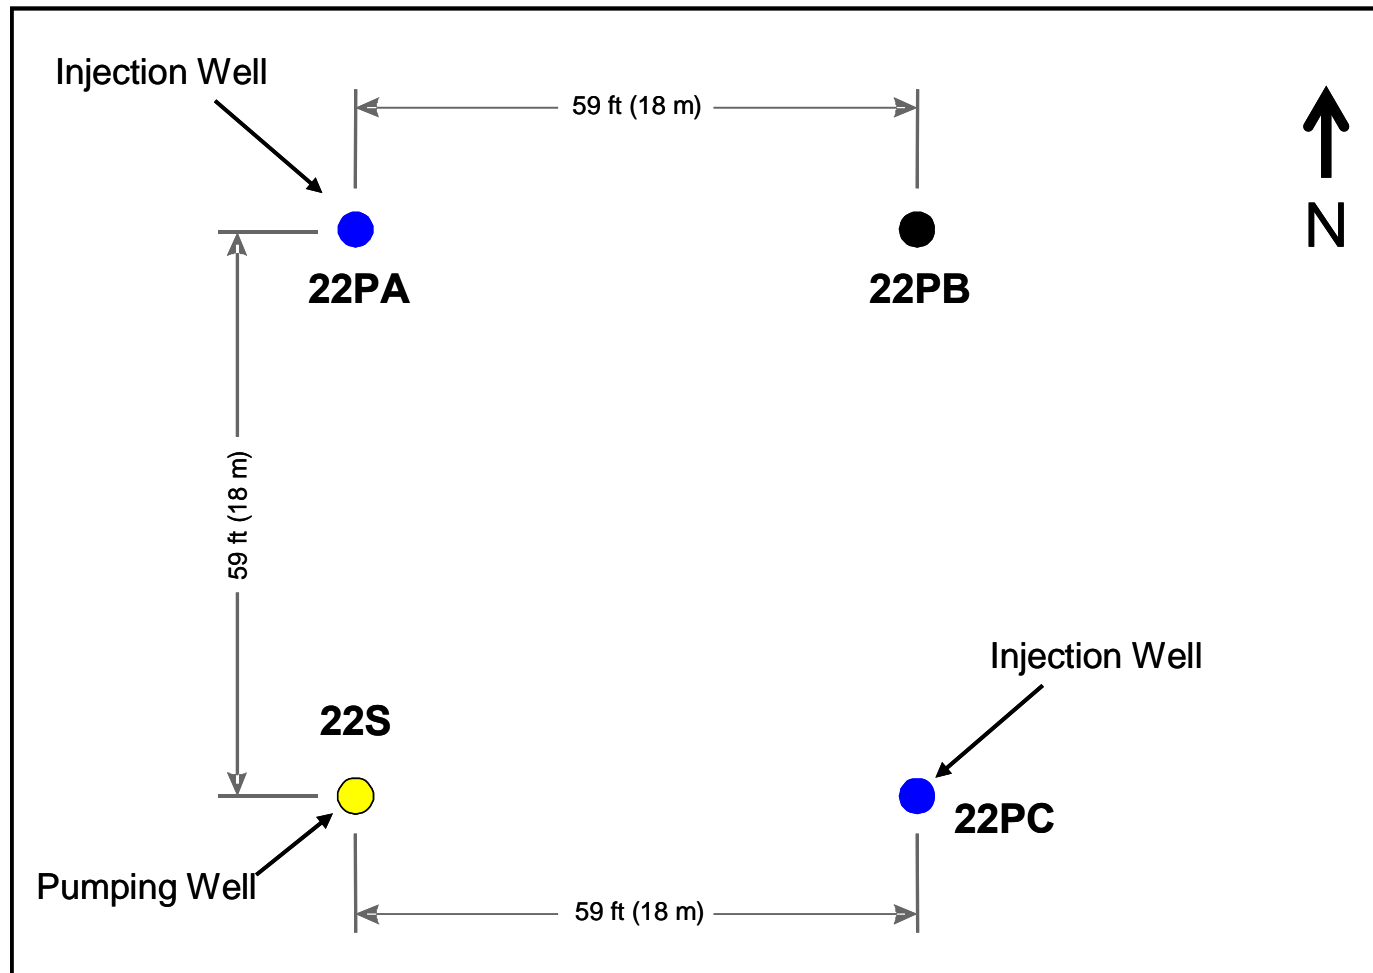 Injection Well
59 ft (18 m)
N
22PA
22PB
59 ft (18 m)
Injection Well
22S
22PC
Pumping Well
59 ft (18 m)